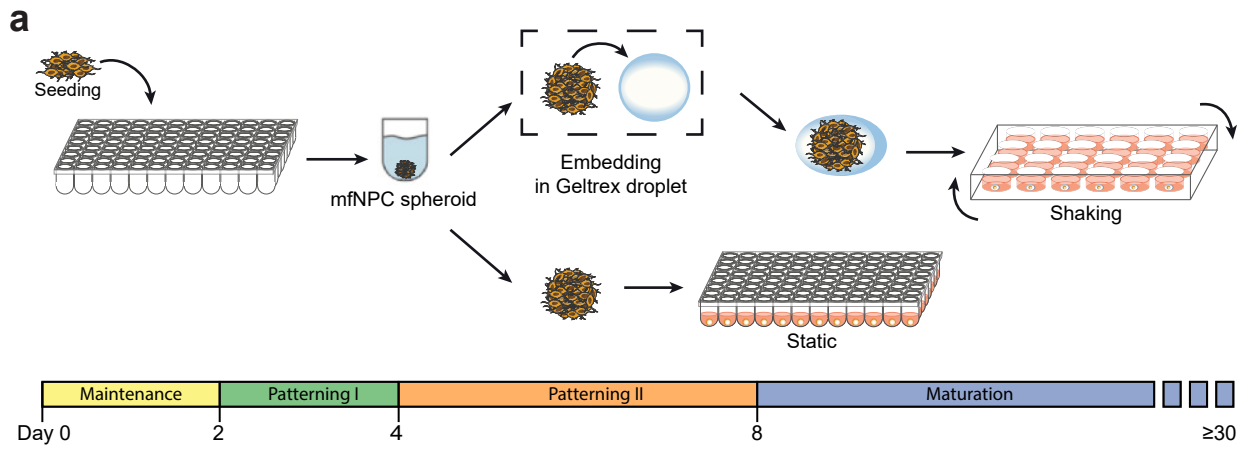 a
Seeding
mfNPC spheroid
Embedding
in Geltrex droplet
Shaking
Static
Maintenance
Patterning I
Patterning II
Maturation
Day 0
2
4
8
≥30